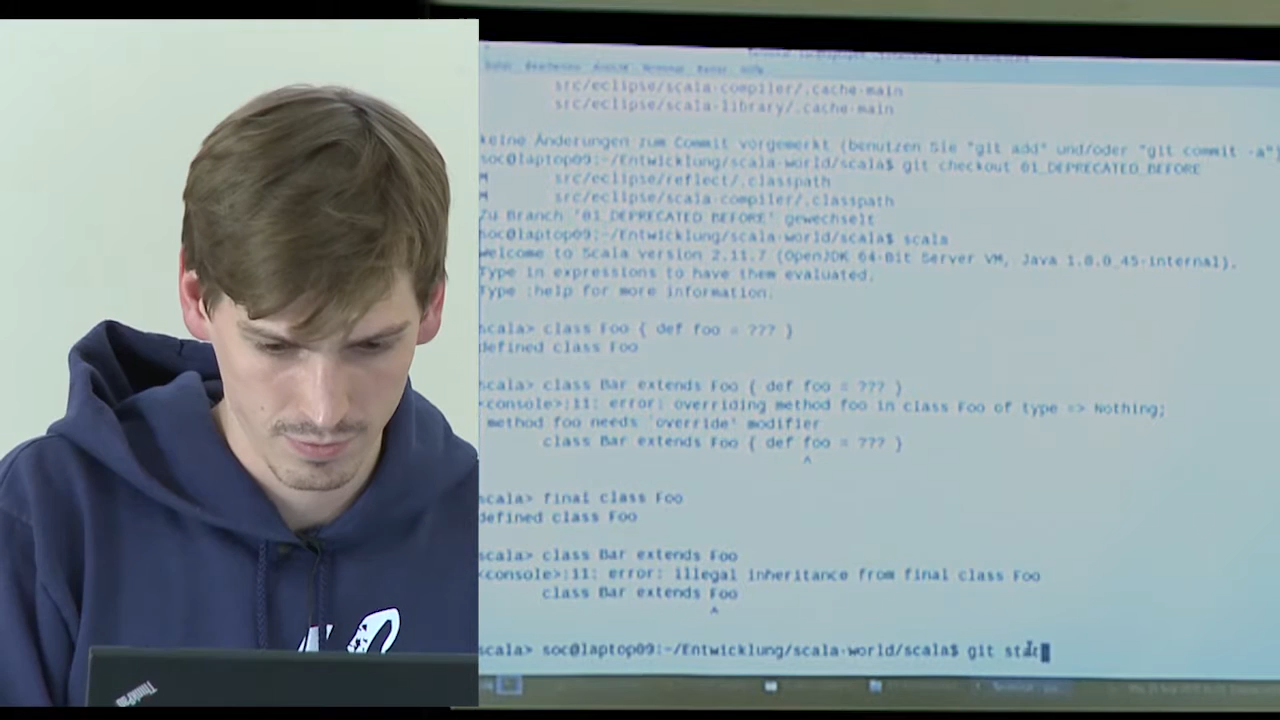 src/eclipse/scala-compiler/.cache-main
src/eclipse/scala-library/.cache-main
keine Änderungen zum Commit vorgemerkt (benutzen Sie "git add" und/oder "git commit -a")
soc@laptop09:~/Entwicklung/scala-world/scala$ git checkout 01_DEPRECATED_BEFORE
M src/eclipse/reflect/.classpath
M src/eclipse/scala-compiler/.classpath
Zu Branch '01_DEPRECATED_BEFORE' gewechselt
soc@laptop09:~/Entwicklung/scala-world/scala$ scala
Welcome to Scala version 2.11.7 (OpenJDK 64-Bit Server VM, Java 1.8.0_45-internal).
Type in expressions to have them evaluated.
Type :help for more information.
scala> class Foo { def foo = ??? }
defined class Foo
scala> class Bar extends Foo { def foo = ??? }
<console>:11: error: overriding method foo in class Foo of type => Nothing;
method foo needs `override' modifier
class Bar extends Foo { def foo = ??? }
^
scala> final class Foo
defined class Foo
scala> class Bar extends Foo
<console>:11: error: illegal inheritance from final class Foo
class Bar extends Foo
^
scala> soc@laptop09:~/Entwicklung/scala-world/scala$ git stat
ThinkPad